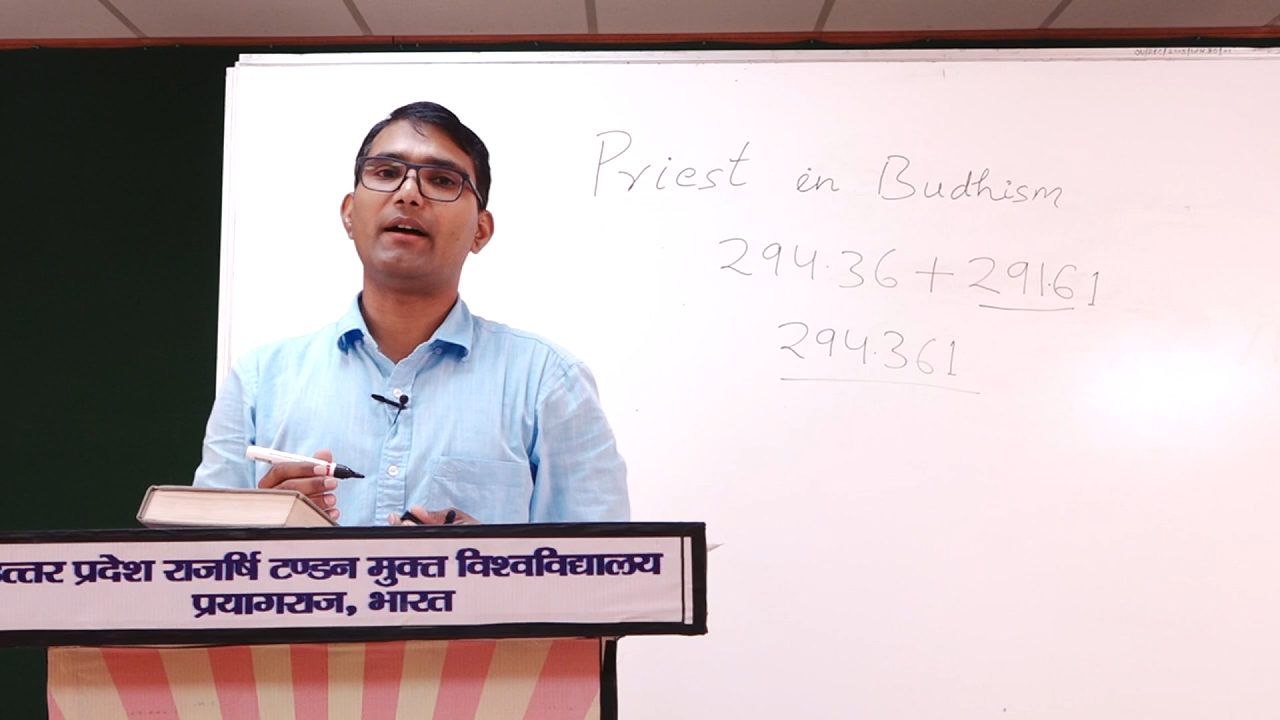 Priest in Budhism
294.36 + 291.61
294.361
उत्तर प्रदेश राजर्षि टण्डन मुक्त विश्वविद्यालय
प्रयागराज, भारत